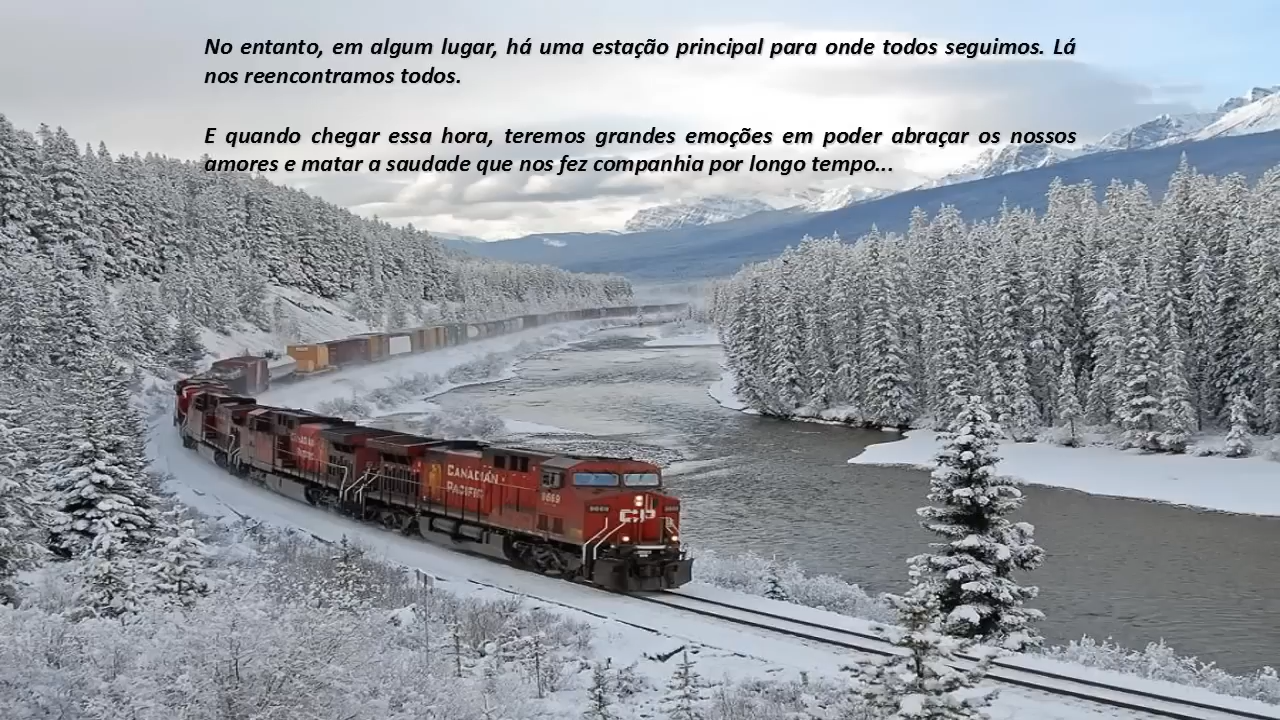 No entanto, em algum lugar, há uma estação principal para onde todos seguimos. Lá
nos reencontramos todos.
E quando chegar essa hora, teremos grandes emoções em poder abraçar os nossos
amores e matar a saudade que nos fez companhia por longo tempo...
CANADIAN
PACIFIC
CANADIAN
PACIFIC
CP